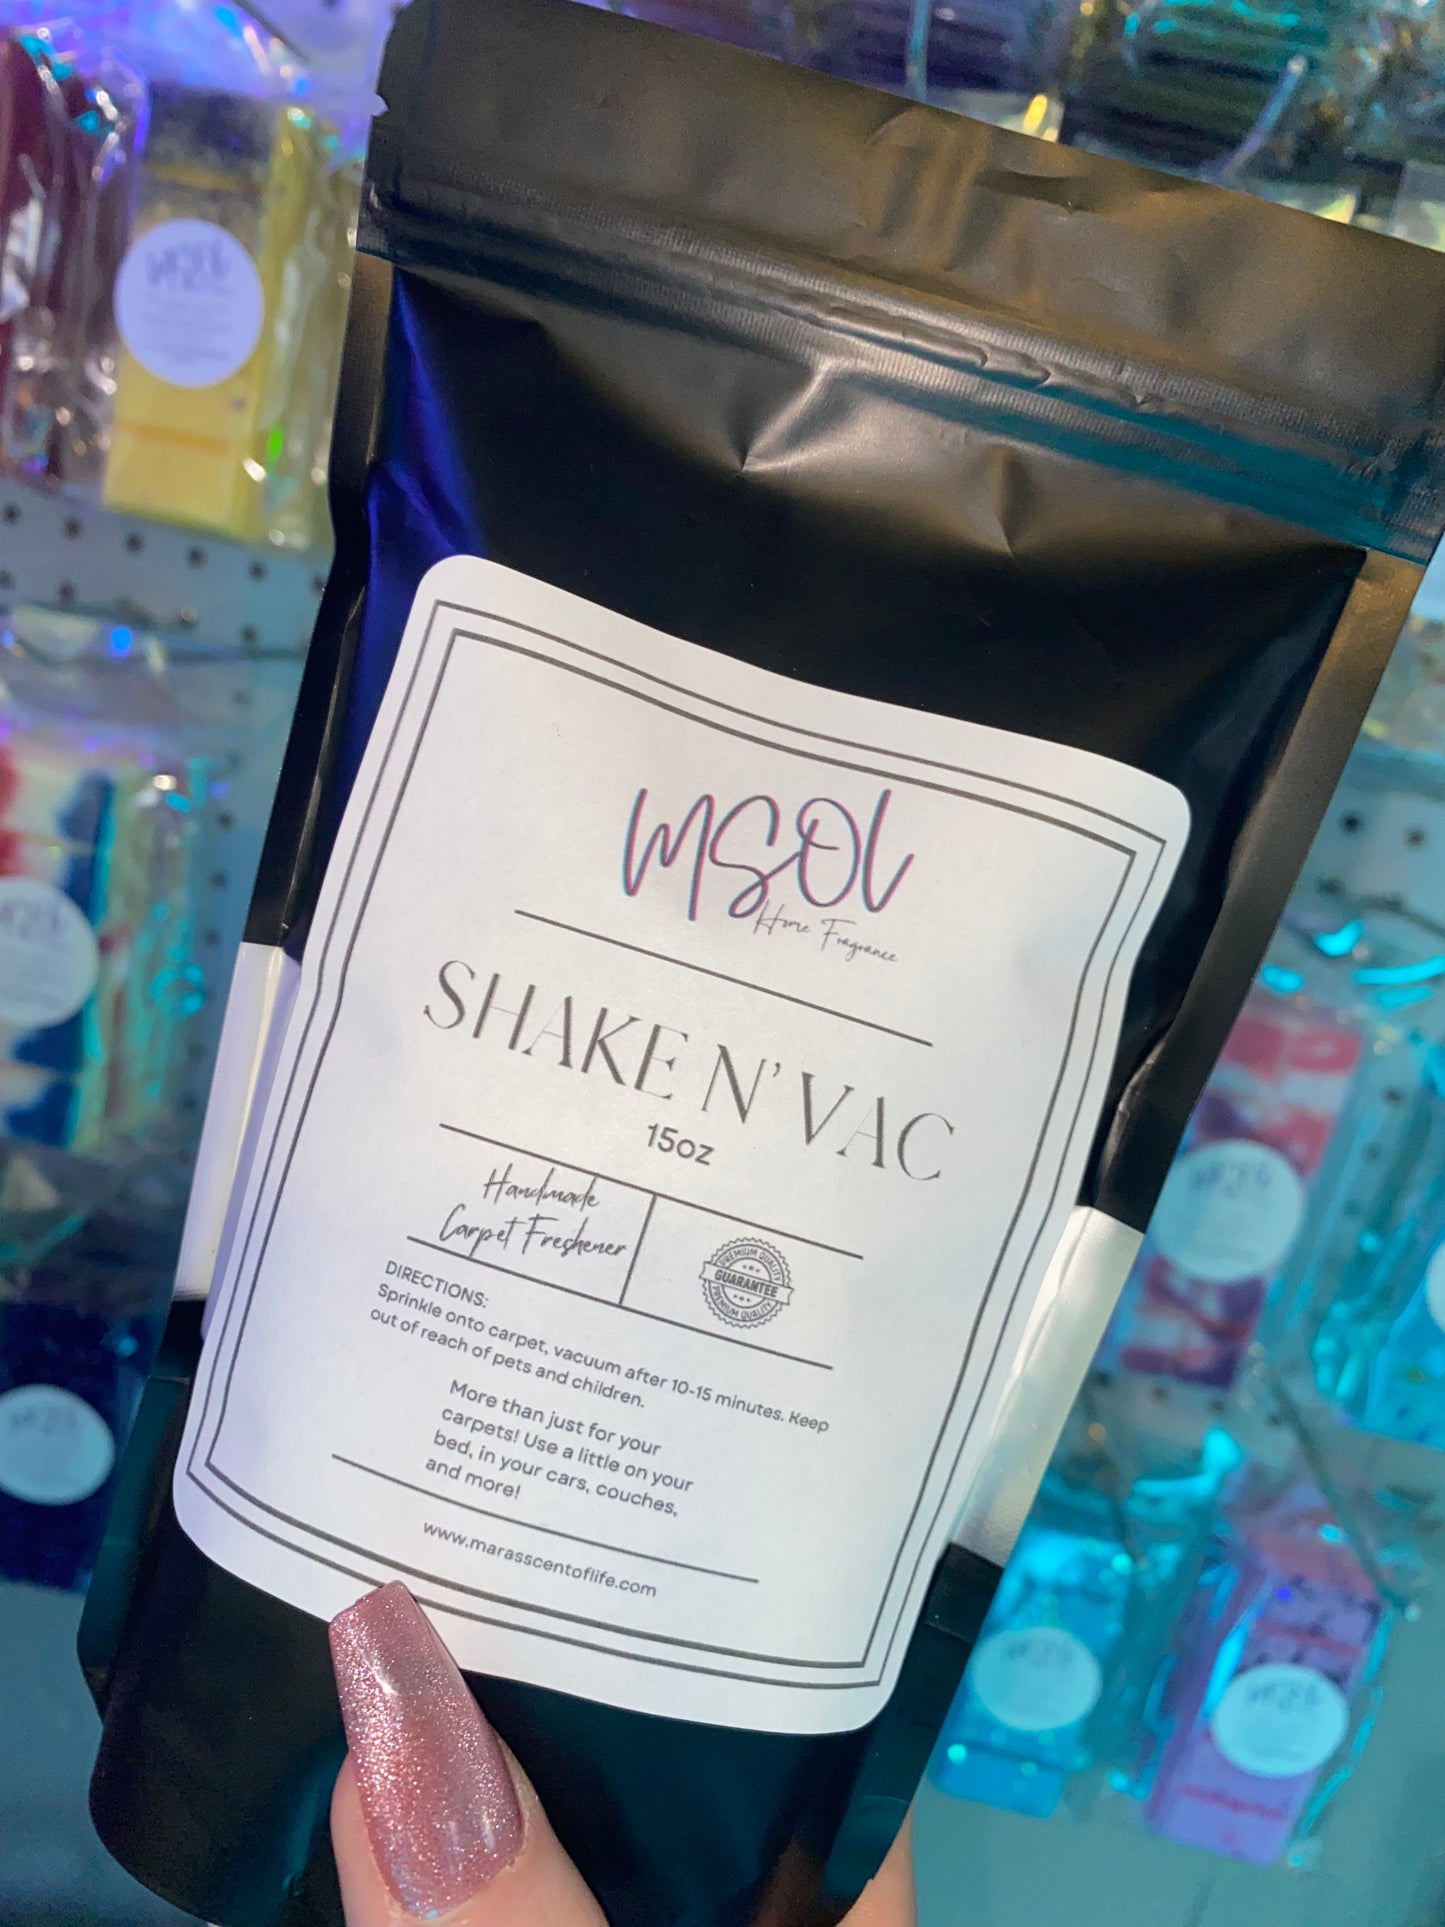 MSOL
Home Fragrance
SHAKE N' VAC
15oz
Handmade
Carpet Freshener
PREMIUM QUALITY
GUARANTEE
PREMIUM QUALITY
DIRECTIONS:
Sprinkle onto carpet, vacuum after 10-15 minutes. Keep
out of reach of pets and children.
More than just for your
carpets! Use a little on your
bed, in your cars, couches,
and more!
www.marasscentoflife.com